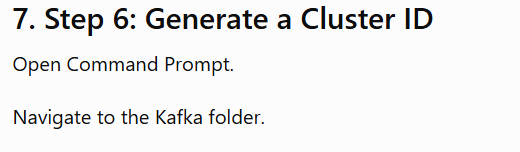 7. Step 6: Generate a Cluster ID
Open Command Prompt.
Navigate to the Kafka folder.